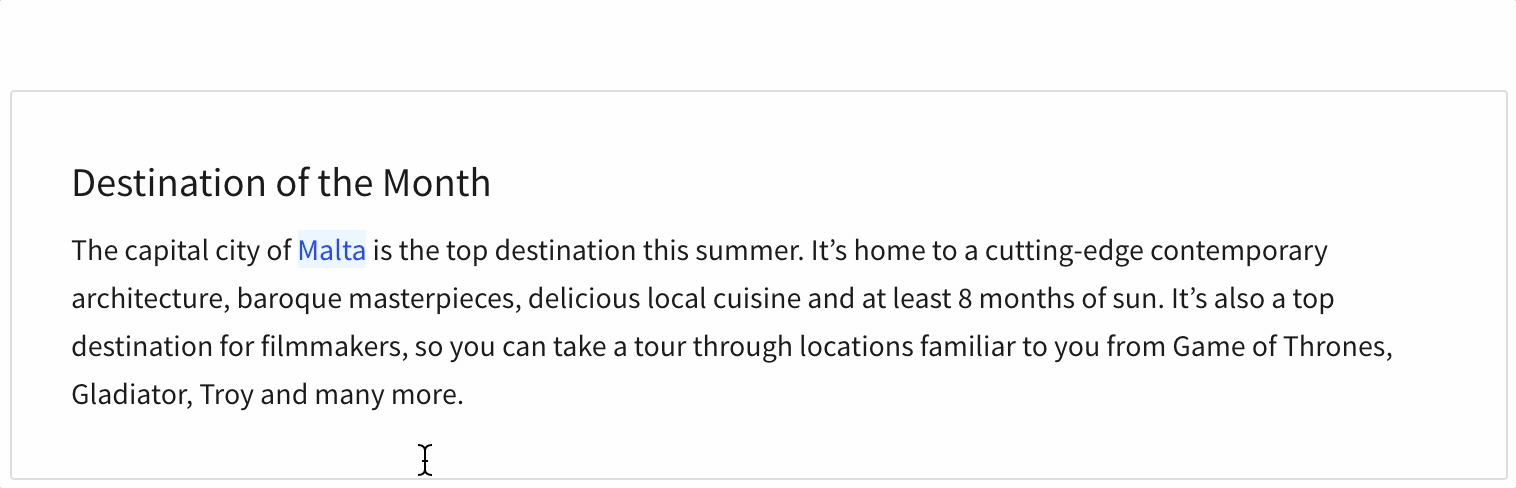 Destination of the Month
The capital city of Malta is the top destination this summer. It’s home to a cutting-edge contemporary
architecture, baroque masterpieces, delicious local cuisine and at least 8 months of sun. It’s also a top
destination for filmmakers, so you can take a tour through locations familiar to you from Game of Thrones,
Gladiator, Troy and many more.